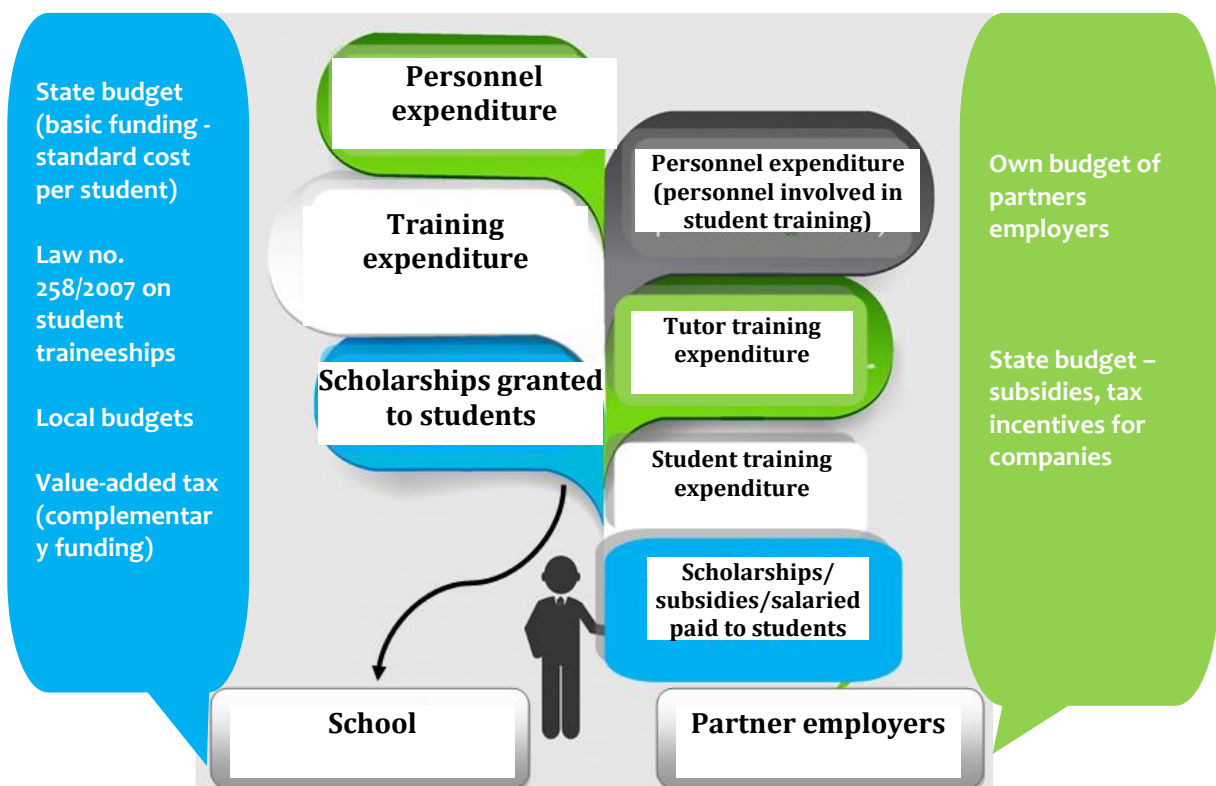 State budget
(basic funding -
standard cost
per student)
Law no.
258/2007 on
student
traineeships
Local budgets
Value-added tax
(complementar
y funding)
Personnel
expenditure
Training
expenditure
Scholarships granted
to students
Personnel expenditure
(personnel involved in
student training)
Tutor training
expenditure
Student training
expenditure
Scholarships/
subsidies/salaried
paid to students
Own budget of
partners
employers
State budget –
subsidies, tax
incentives for
companies
School
Partner employers